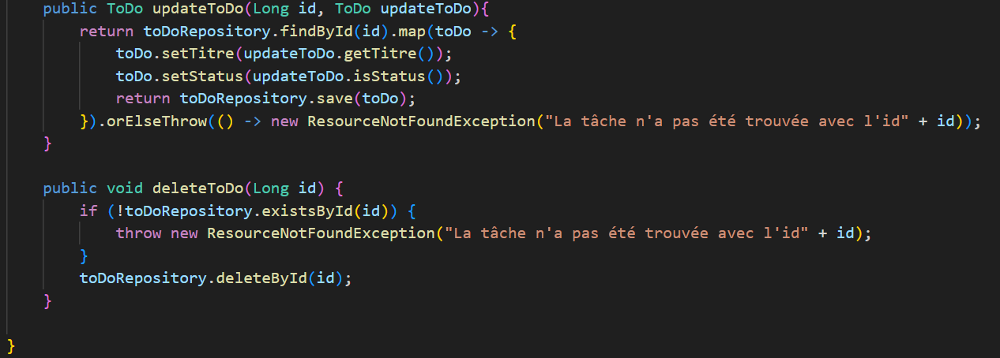 public ToDo updateToDo(Long id, ToDo updateToDo){
return toDoRepository.findById(id).map(toDo -> {
toDo.setTitre(updateToDo.getTitre());
toDo.setStatus(updateToDo.isStatus());
return toDoRepository.save(toDo);
}).orElseThrow(() -> new ResourceNotFoundException("La tâche n'a pas été trouvée avec l'id" + id));
}
public void deleteToDo(Long id) {
if (!toDoRepository.existsById(id)) {
throw new ResourceNotFoundException("La tâche n'a pas été trouvée avec l'id" + id);
}
toDoRepository.deleteById(id);
}
}